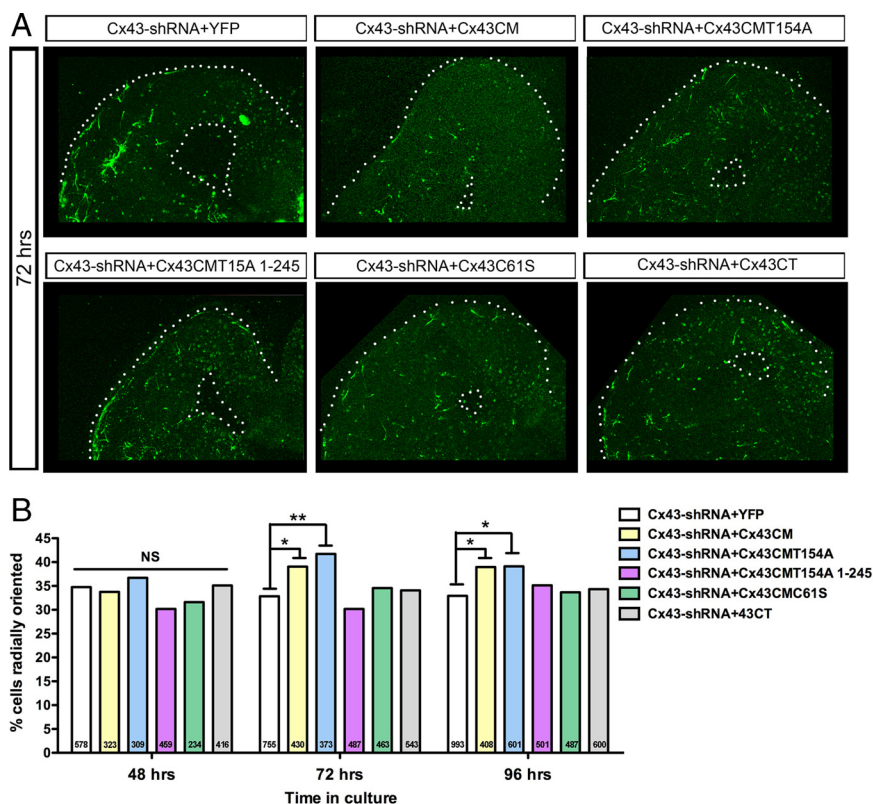 A
Cx43-shRNA+YFP
Cx43-shRNA+Cx43CM
Cx43-shRNA+Cx43CMT154A
72 hrs
Cx43-shRNA+Cx43CMT15A 1-245
Cx43-shRNA+Cx43C61S
Cx43-shRNA+Cx43CT
B
% cells radially oriented
45
40
35
30
25
20
15
10
5
0
NS
**
*
*
*
578 323 309 459 234 416
755 430 373 487 463 543
993 408 601 501 487 600
48 hrs
72 hrs
96 hrs
Time in culture
Cx43-shRNA+YFP
Cx43-shRNA+Cx43CM
Cx43-shRNA+Cx43CMT154A
Cx43-shRNA+Cx43CMT154A 1-245
Cx43-shRNA+Cx43CMC61S
Cx43-shRNA+43CT